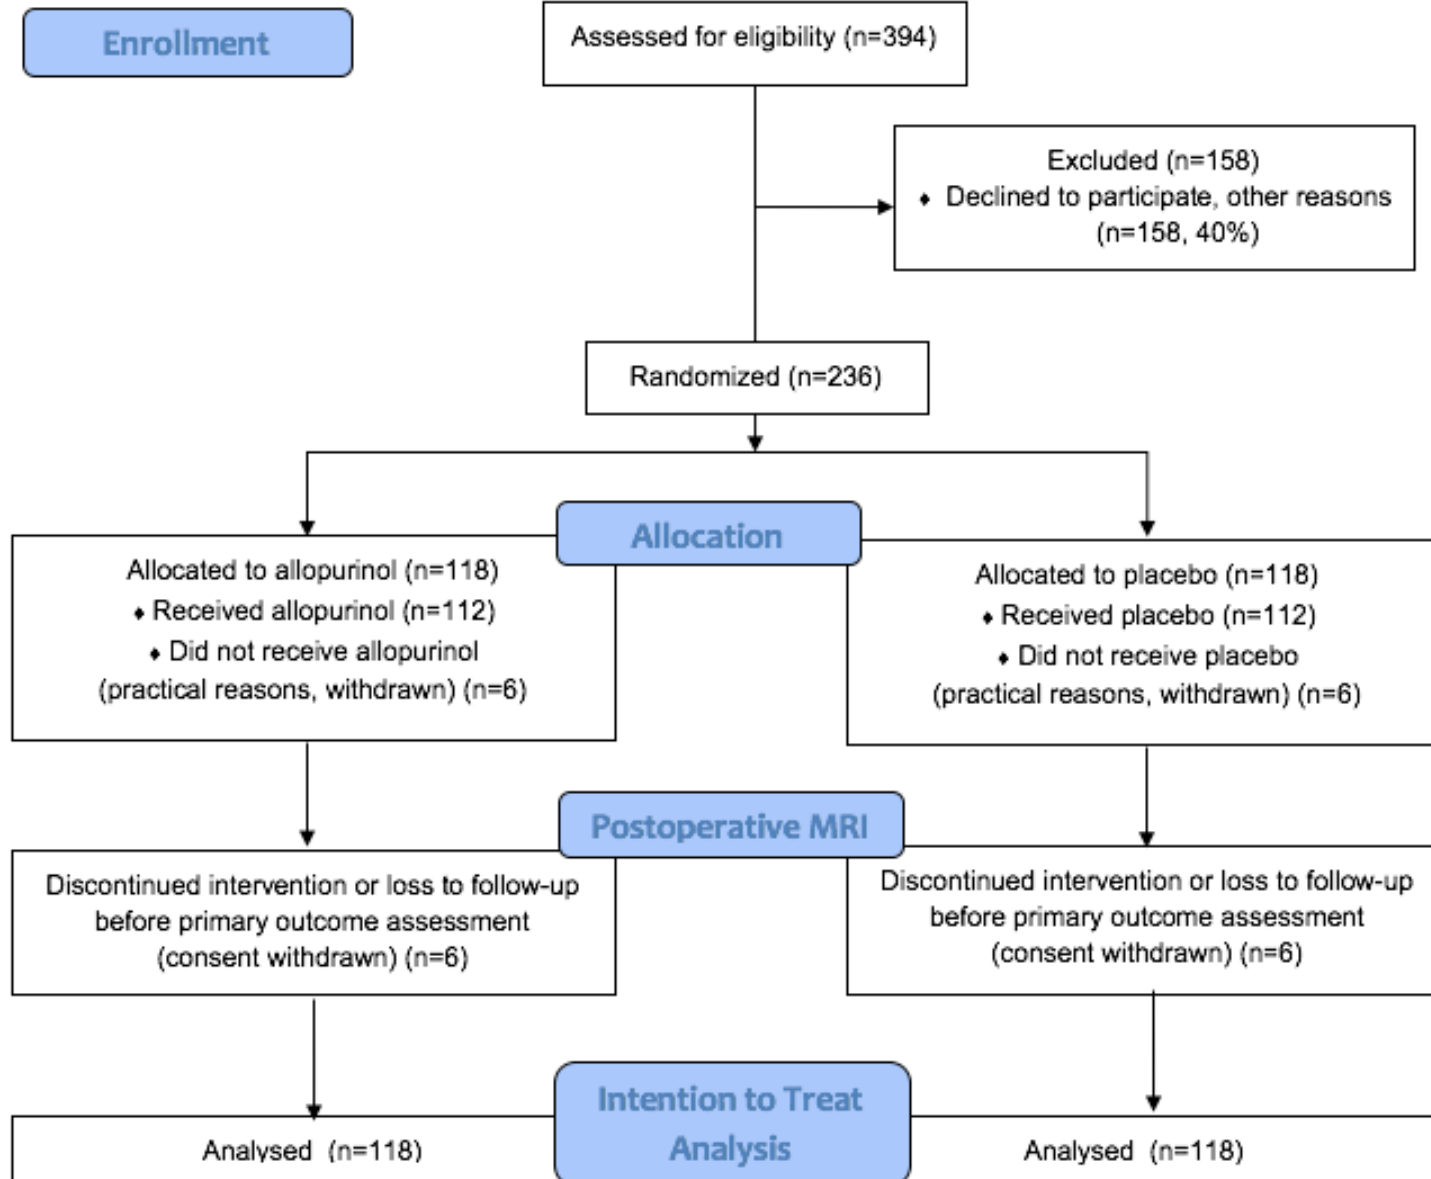 Enrollment
Assessed for eligibility (n=394)
Excluded (n=158)
♦ Declined to participate, other reasons
(n=158, 40%)
Randomized (n=236)
Allocation
Allocated to allopurinol (n=118)
♦ Received allopurinol (n=112)
♦ Did not receive allopurinol
(practical reasons, withdrawn) (n=6)
Allocated to placebo (n=118)
♦ Received placebo (n=112)
♦ Did not receive placebo
(practical reasons, withdrawn) (n=6)
Postoperative MRI
Discontinued intervention or loss to follow-up
before primary outcome assessment
(consent withdrawn) (n=6)
Discontinued intervention or loss to follow-up
before primary outcome assessment
(consent withdrawn) (n=6)
Intention to Treat
Analysis
Analysed (n=118)
Analysed (n=118)